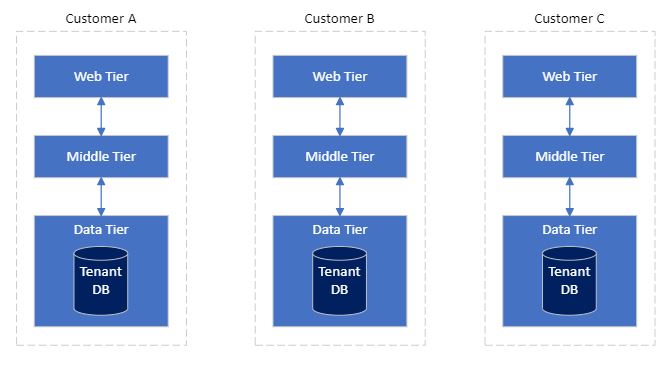 Customer A
Customer B
Customer C
Web Tier
Web Tier
Web Tier
Middle Tier
Middle Tier
Middle Tier
Data Tier
Data Tier
Data Tier
Tenant
DB
Tenant
DB
Tenant
DB